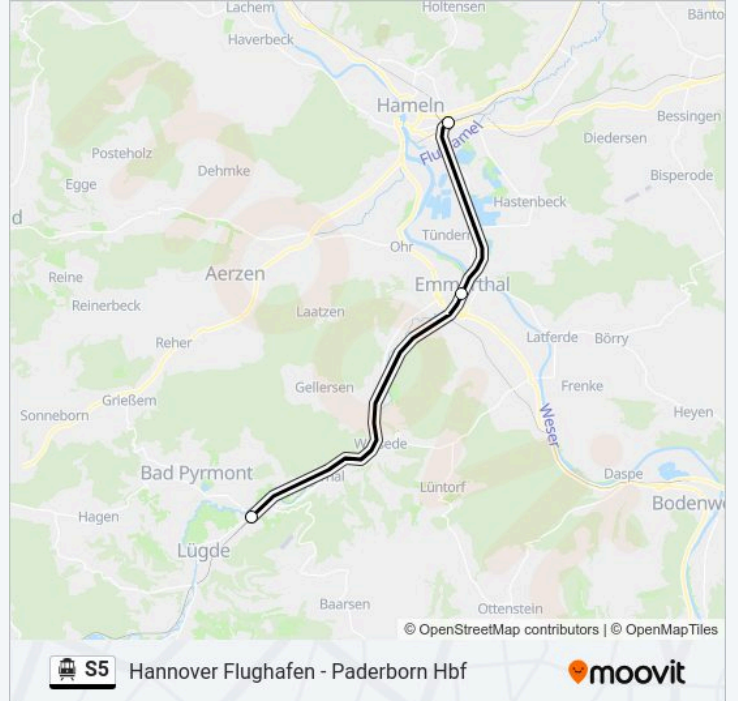 Lachem
Holtensen
Haverbeck
Bänto
Hameln
Bessingen
Diedersen
Posteholz
Dehmke
Bisperode
Egge
Hastenbeck
d
Tündern
Ohr
Aerzen
Reine
Emmerthal
Reinerbeck
Laatzen
Latferde
Börry
Reher
Gellersen
Frenke
Grießem
Heyen
Sonneborn
Weser
Bad Pyrmont
Daspe
Lüntorf
Bodenwe
Hagen
Lügde
Baarsen
Ottenstein
© OpenStreetMap contributors | © OpenMapTiles
S5 Hannover Flughafen - Paderborn Hbf
moovit